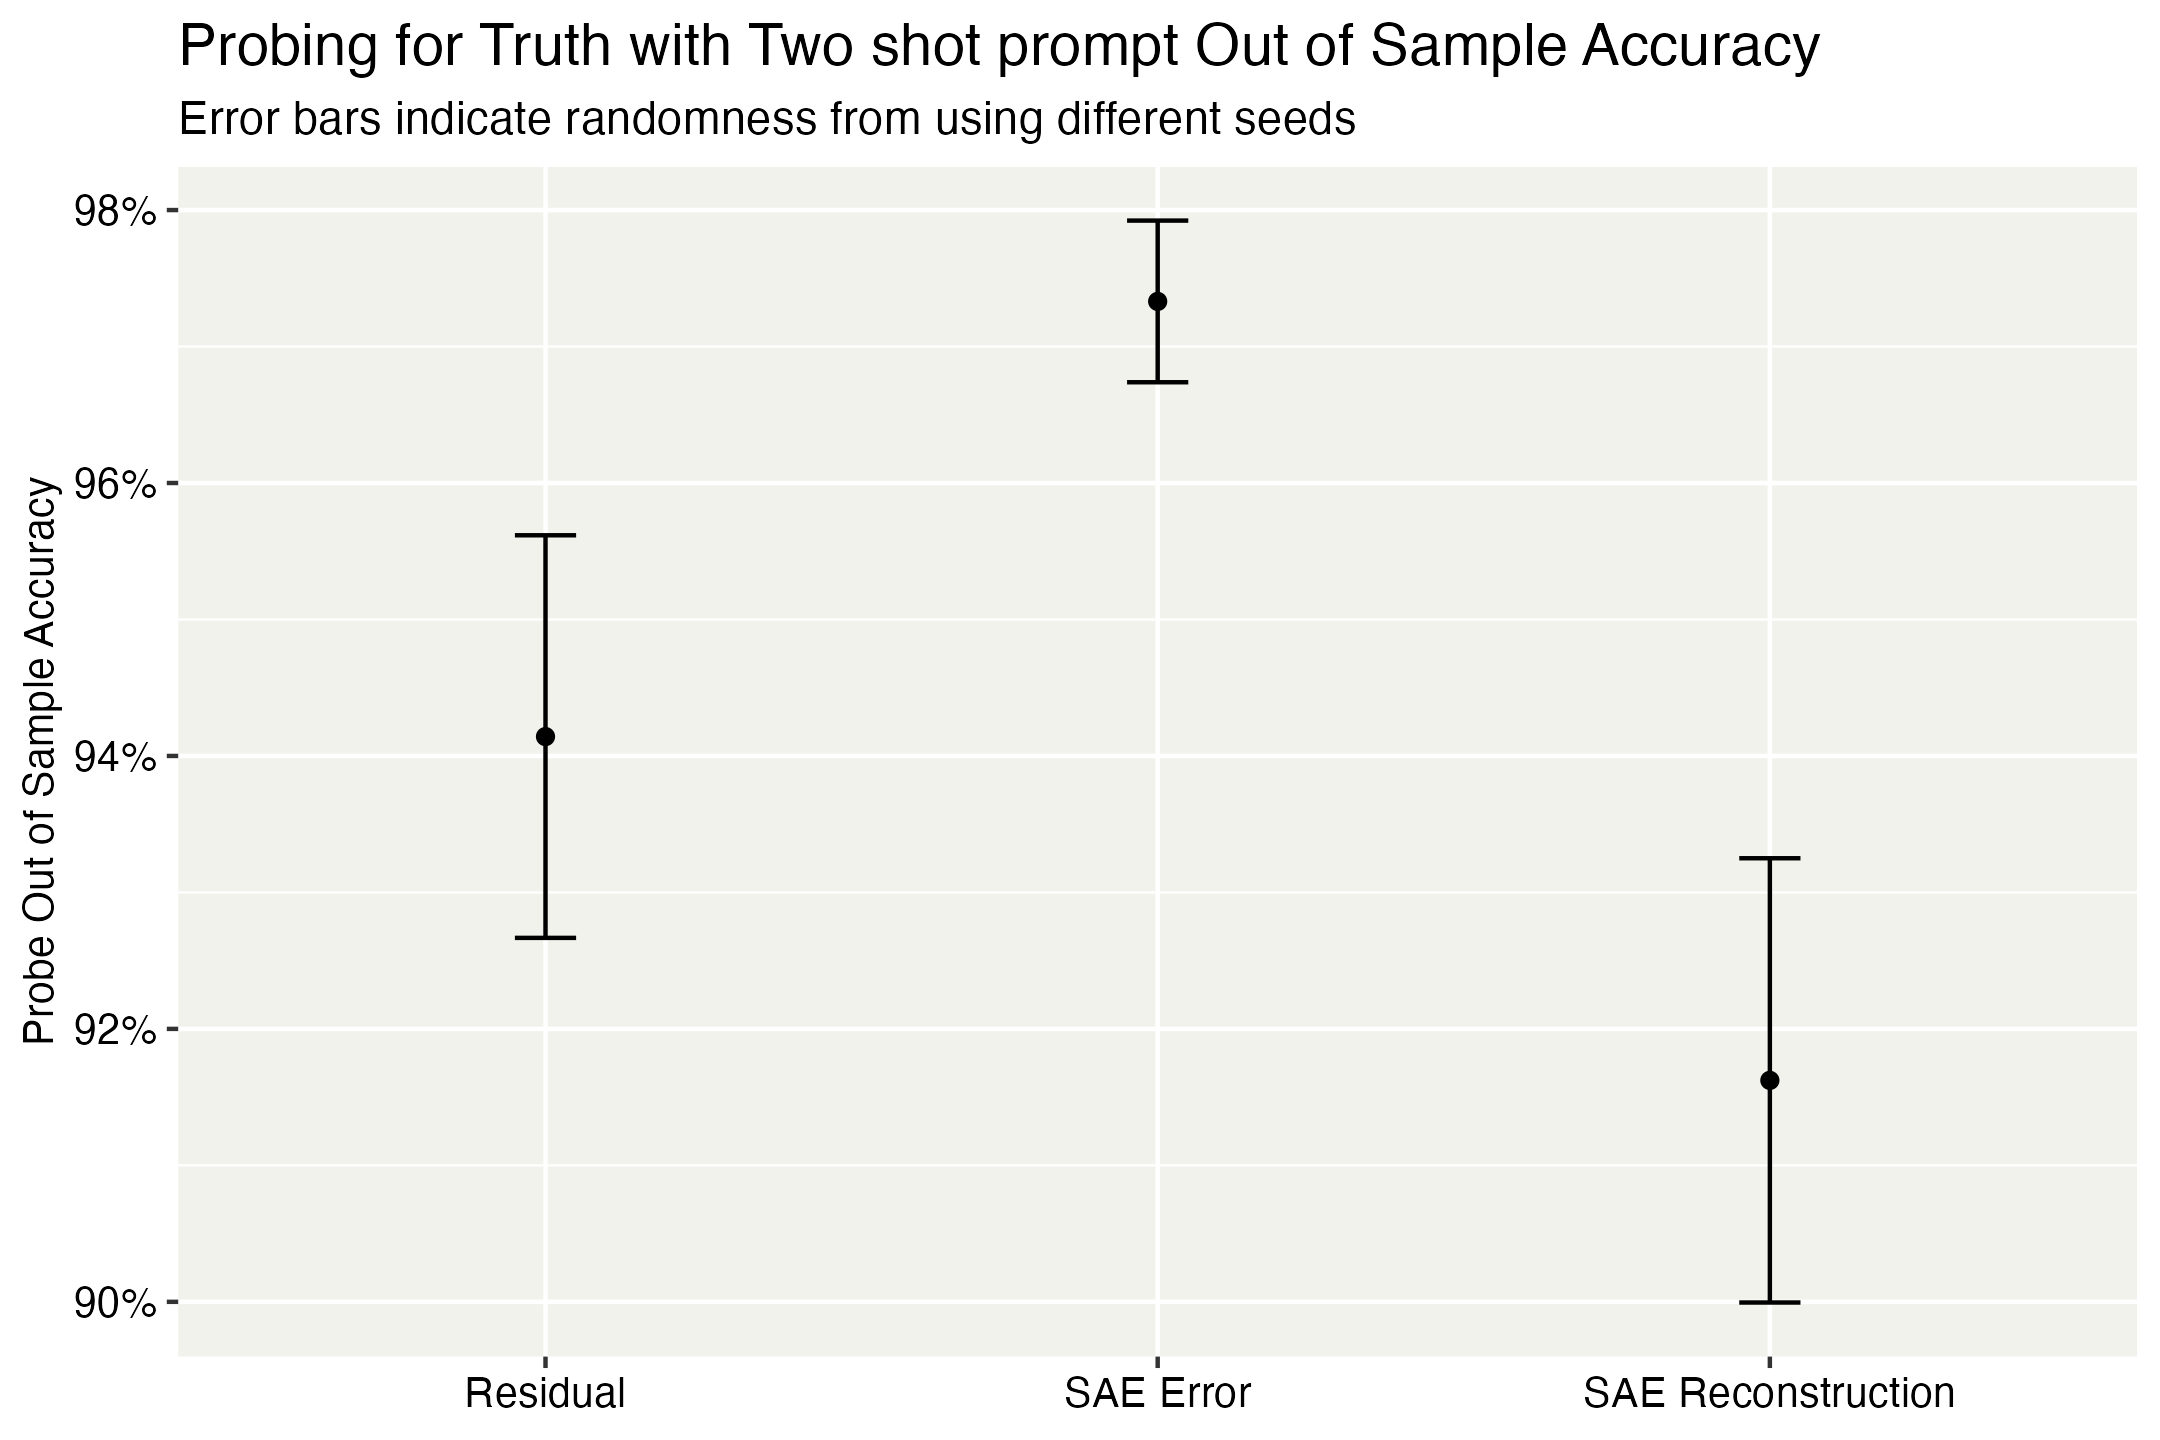 Probing for Truth with Two shot prompt Out of Sample Accuracy
Error bars indicate randomness from using different seeds
Probe Out of Sample Accuracy
98%
96%
94%
92%
90%
Residual
SAE Error
SAE Reconstruction